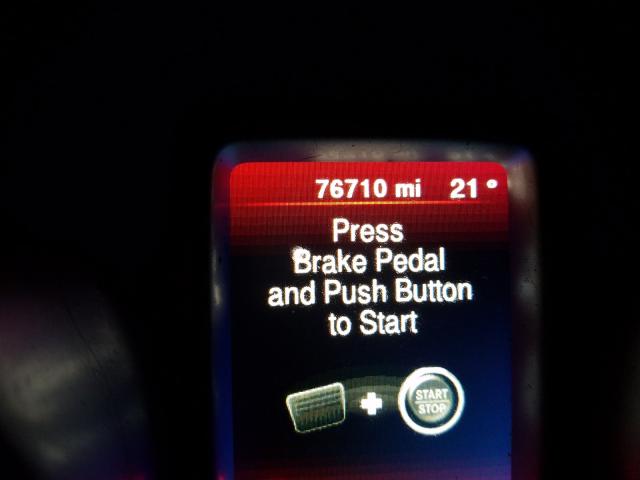 76710 mi 21°
Press
Brake Pedal
and Push Button
to Start
START
STOP